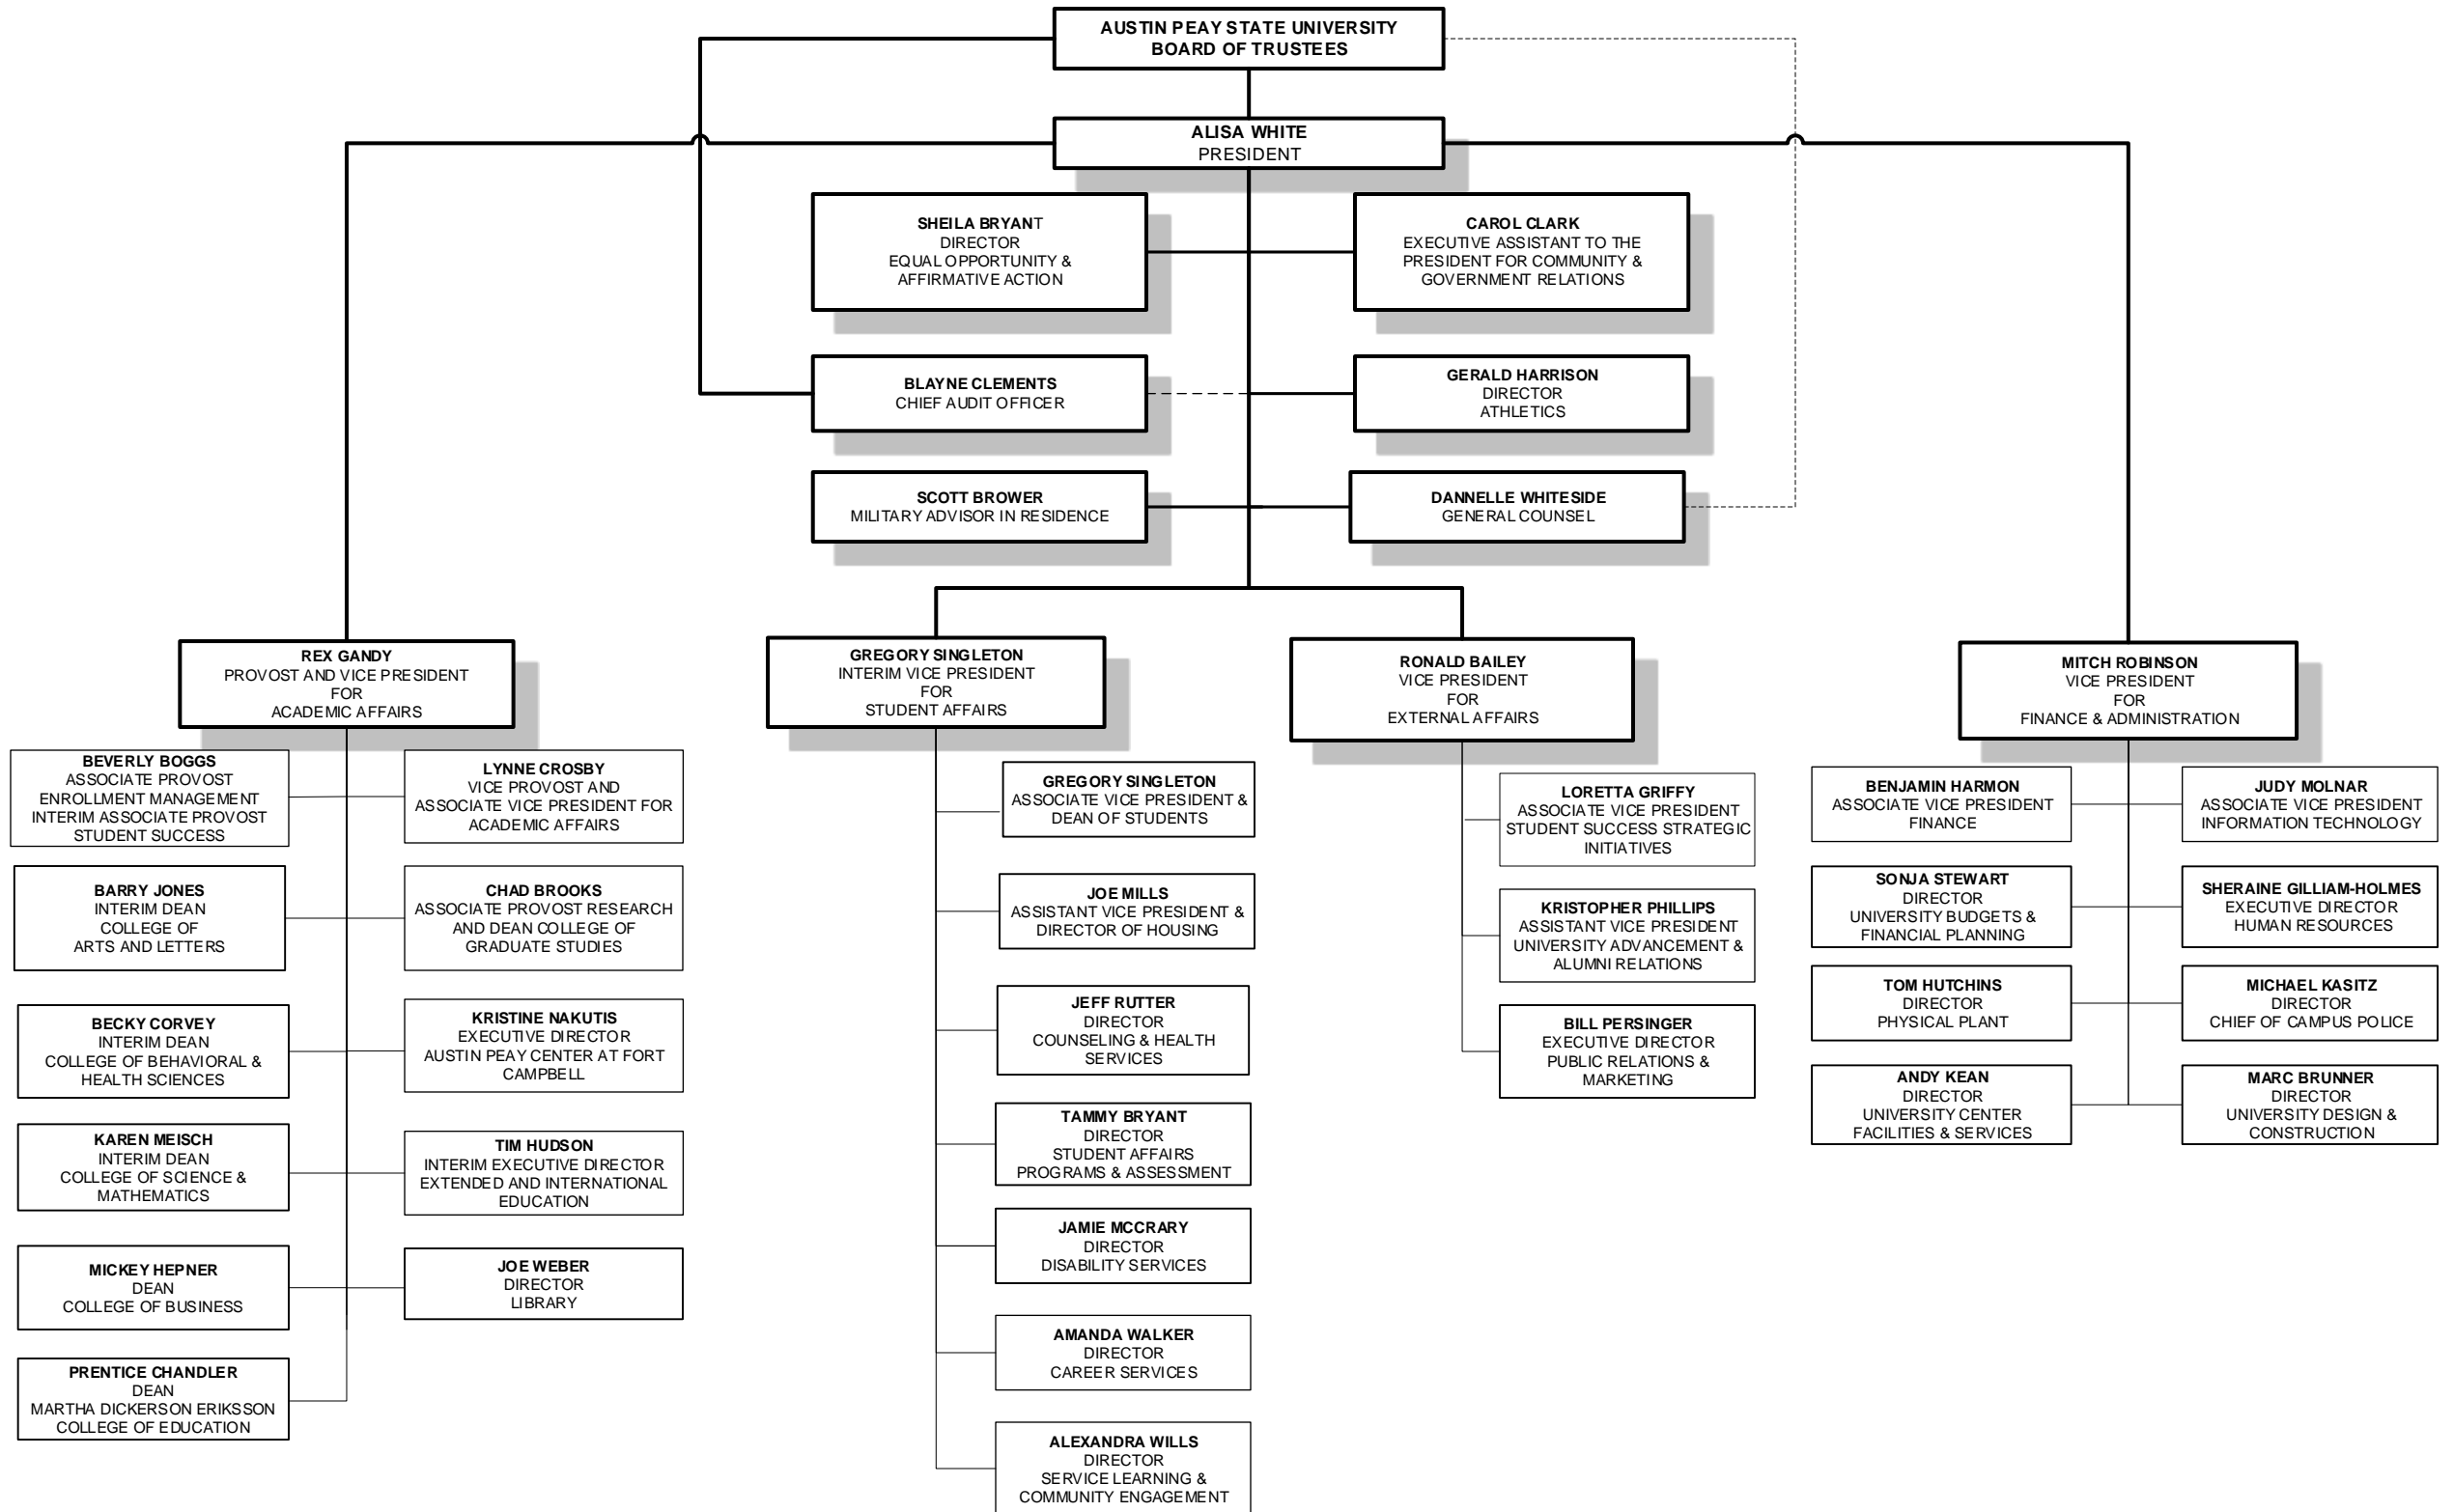 AUSTIN PEAY STATE UNIVERSITY
BOARD OF TRUSTEES
ALISA WHITE
PRESIDENT
SHEILA BRYANT
DIRECTOR
EQUAL OPPORTUNITY &
AFFIRMATIVE ACTION
CAROL CLARK
EXECUTIVE ASSISTANT TO THE
PRESIDENT FOR COMMUNITY &
GOVERNMENT RELATIONS
BLAYNE CLEMENTS
CHIEF AUDIT OFFICER
GERALD HARRISON
DIRECTOR
ATHLETICS
SCOTT BROWER
MILITARY ADVISOR IN RESIDENCE
DANNELLE WHITESIDE
GENERAL COUNSEL
REX GANDY
PROVOST AND VICE PRESIDENT
FOR
ACADEMIC AFFAIRS
BEVERLY BOGGS
ASSOCIATE PROVOST
ENROLLMENT MANAGEMENT
INTERIM ASSOCIATE PROVOST
STUDENT SUCCESS
LYNNE CROSBY
VICE PROVOST AND
ASSOCIATE VICE PRESIDENT FOR
ACADEMIC AFFAIRS
BARRY JONES
INTERIM DEAN
COLLEGE OF
ARTS AND LETTERS
CHAD BROOKS
ASSOCIATE PROVOST RESEARCH
AND DEAN COLLEGE OF
GRADUATE STUDIES
BECKY CORVEY
INTERIM DEAN
COLLEGE OF BEHAVIORAL &
HEALTH SCIENCES
KRISTINE NAKUTIS
EXECUTIVE DIRECTOR
AUSTIN PEAY CENTER AT FORT
CAMPBELL
KAREN MEISCH
INTERIM DEAN
COLLEGE OF SCIENCE &
MATHEMATICS
TIM HUDSON
INTERIM EXECUTIVE DIRECTOR
EXTENDED AND INTERNATIONAL
EDUCATION
MICKEY HEPNER
DEAN
COLLEGE OF BUSINESS
JOE WEBER
DIRECTOR
LIBRARY
PRENTICE CHANDLER
DEAN
MARTHA DICKERSON ERIKSSON
COLLEGE OF EDUCATION
GREGORY SINGLETON
INTERIM VICE PRESIDENT
FOR
STUDENT AFFAIRS
GREGORY SINGLETON
ASSOCIATE VICE PRESIDENT &
DEAN OF STUDENTS
JOE MILLS
ASSISTANT VICE PRESIDENT &
DIRECTOR OF HOUSING
JEFF RUTTER
DIRECTOR
COUNSELING & HEALTH
SERVICES
TAMMY BRYANT
DIRECTOR
STUDENT AFFAIRS
PROGRAMS & ASSESSMENT
JAMIE MCCRARY
DIRECTOR
DISABILITY SERVICES
AMANDA WALKER
DIRECTOR
CAREER SERVICES
ALEXANDRA WILLS
DIRECTOR
SERVICE LEARNING &
COMMUNITY ENGAGEMENT
RONALD BAILEY
VICE PRESIDENT
FOR
EXTERNAL AFFAIRS
LORETTA GRIFFY
ASSOCIATE VICE PRESIDENT
STUDENT SUCCESS STRATEGIC
INITIATIVES
KRISTOPHER PHILLIPS
ASSISTANT VICE PRESIDENT
UNIVERSITY ADVANCEMENT &
ALUMNI RELATIONS
BILL PERSINGER
EXECUTIVE DIRECTOR
PUBLIC RELATIONS &
MARKETING
MITCH ROBINSON
VICE PRESIDENT
FOR
FINANCE & ADMINISTRATION
BENJAMIN HARMON
ASSOCIATE VICE PRESIDENT
FINANCE
JUDY MOLNAR
ASSOCIATE VICE PRESIDENT
INFORMATION TECHNOLOGY
SONJA STEWART
DIRECTOR
UNIVERSITY BUDGETS &
FINANCIAL PLANNING
SHERAINE GILLIAM-HOLMES
EXECUTIVE DIRECTOR
HUMAN RESOURCES
TOM HUTCHINS
DIRECTOR
PHYSICAL PLANT
MICHAEL KASITZ
DIRECTOR
CHIEF OF CAMPUS POLICE
ANDY KEAN
DIRECTOR
UNIVERSITY CENTER
FACILITIES & SERVICES
MARC BRUNNER
DIRECTOR
UNIVERSITY DESIGN &
CONSTRUCTION